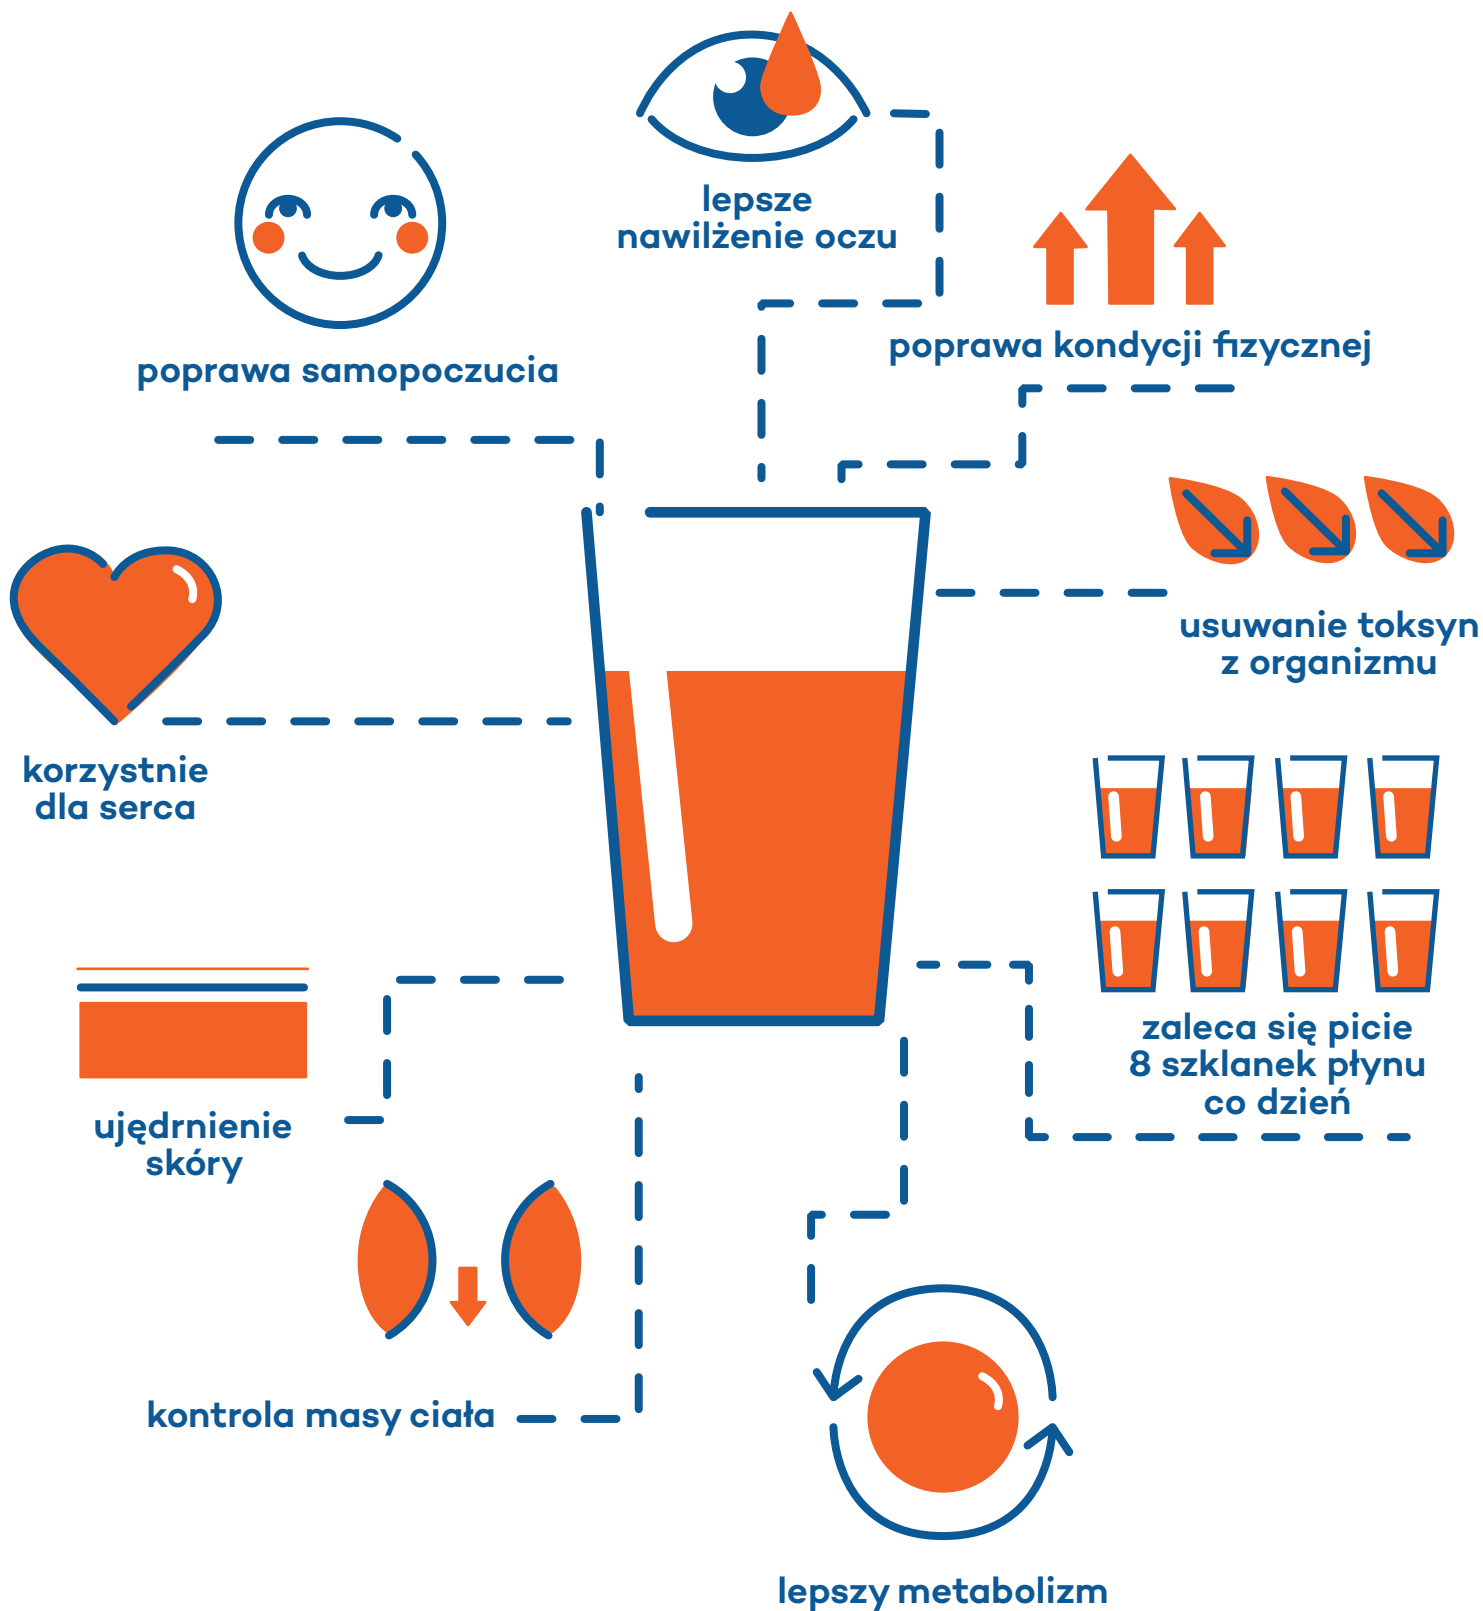 lepsze
nawilżenie oczu
poprawa kondycji fizycznej
poprawa samopoczucia
usuwanie toksyn
z organizmu
korzystnie
dla serca
zaleca się picie
8 szklanek płynu
co dzień
ujędrnienie
skóry
kontrola masy ciała
lepszy metabolizm